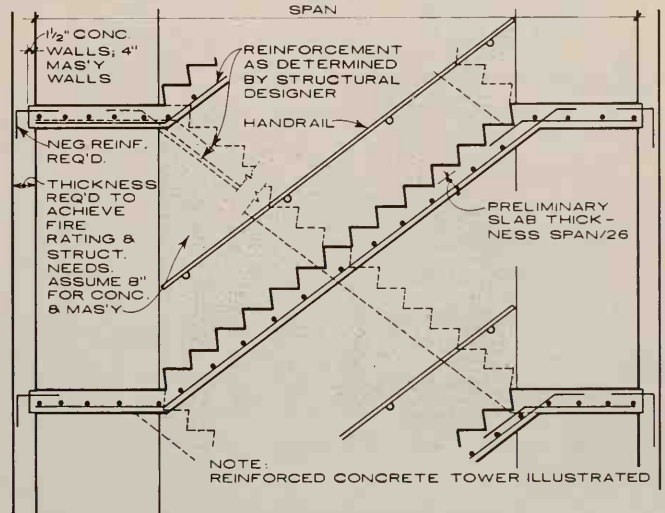 SPAN
1½" CONC.
WALLS; 4"
MAS'Y
WALLS
REINFORCEMENT
AS DETERMINED
BY STRUCTURAL
DESIGNER
HANDRAIL
NEG. REINF.
REQ'D.
THICKNESS
REQ'D TO
ACHIEVE
FIRE
RATING &
STRUCT.
NEEDS.
ASSUME 8"
FOR CONC.
& MAS'Y
PRELIMINARY
SLAB THICK-
NESS SPAN/26
NOTE:
REINFORCED CONCRETE TOWER ILLUSTRATED